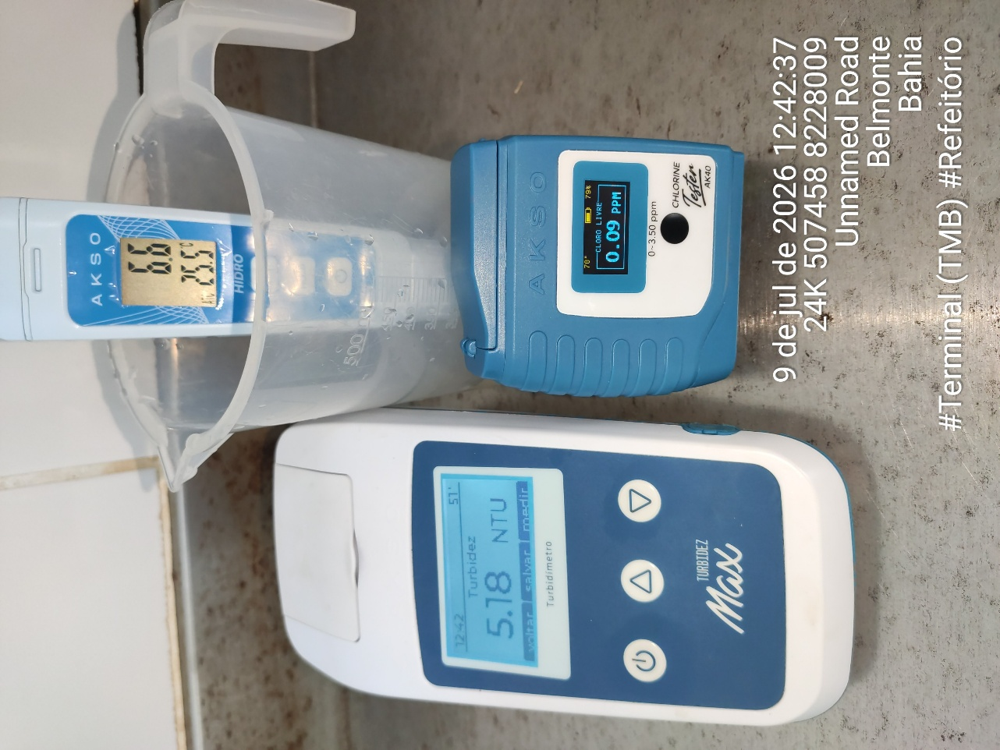 AKSO
6.6
ATC 25.5 °C
HIDRO
500
AKSO
70° 79%
CLORO LIVRE
0.09 PPM
0~3.50 ppm
CHLORINE
Tester
AK40
12:42 51°
Turbidez
5.18 NTU
voltar salvar medir
Turbidímetro
TURBIDEZ
Max
9 de jul de 2026 12:42:37
24K 507458 8228009
Unnamed Road
Belmonte
Bahia
#Terminal (TMB) #Refeitório